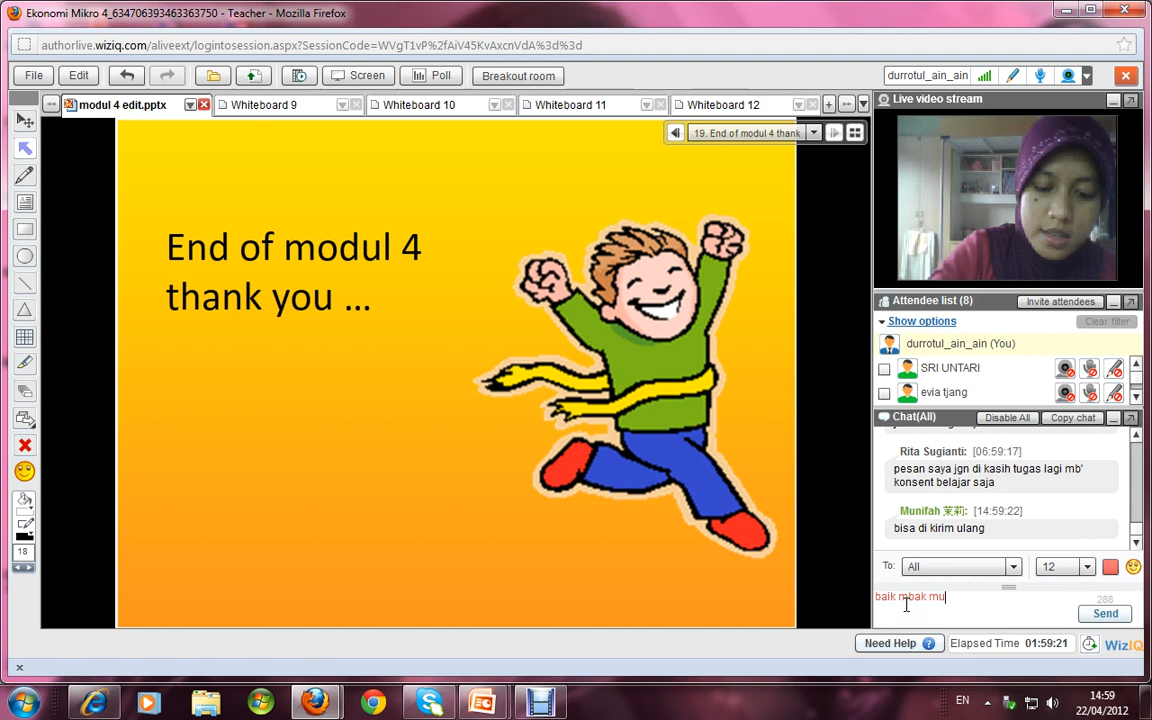 Ekonomi Mikro 4_634706393463363750 - Teacher - Mozilla Firefox
authorlive.wiziq.com/aliveext/logintosession.aspx?SessionCode=WVgT1vP%2fAiV45KvAxcnVdA%3d%3d
File Edit Screen Poll Breakout room durrotul_ain_ain
modul 4 edit.pptx Whiteboard 9 Whiteboard 10 Whiteboard 11 Whiteboard 12
19. End of modul 4 thank
End of modul 4
thank you ...
18
Live video stream
Attendee list (8) Invite attendees
Show options Clear filter
durrotul_ain_ain (You)
SRI UNTARI
evia tjang
Chat(All) Disable All Copy chat
Rita Sugianti: [06:59:17]
pesan saya jgn di kasih tugas lagi mb'
konsent belajar saja
Munifah 茉莉: [14:59:22]
bisa di kirim ulang
To: All 12
baik mbak mu
288
Send
Need Help ? Elapsed Time 01:59:21 WizIQ
EN 14:59
22/04/2012